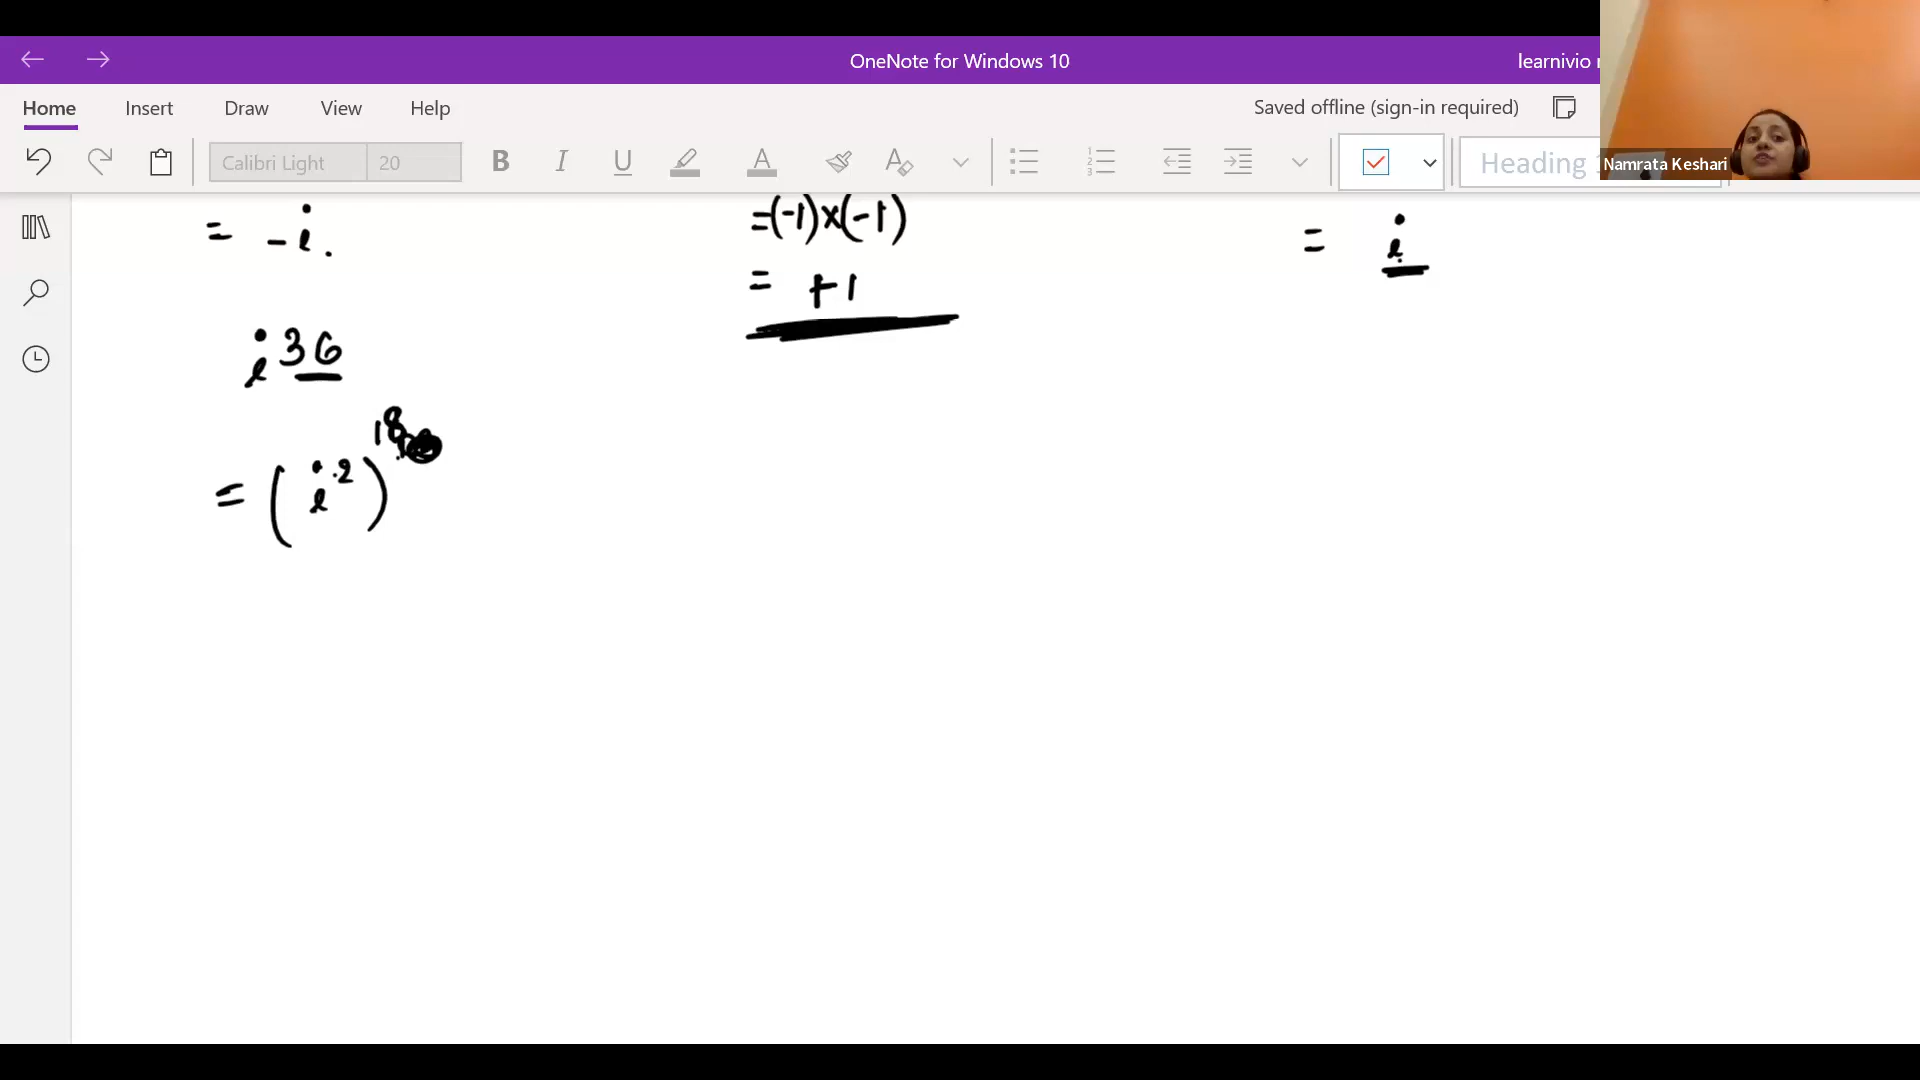 OneNote for Windows 10
learnivio
Home Insert Draw View Help
Saved offline (sign-in required)
Calibri Light 20
B I U A A
Heading
Namrata Keshari
= -i.
=(-1)×(-1)
= +1
= i
i³⁶
= (i²)¹⁸